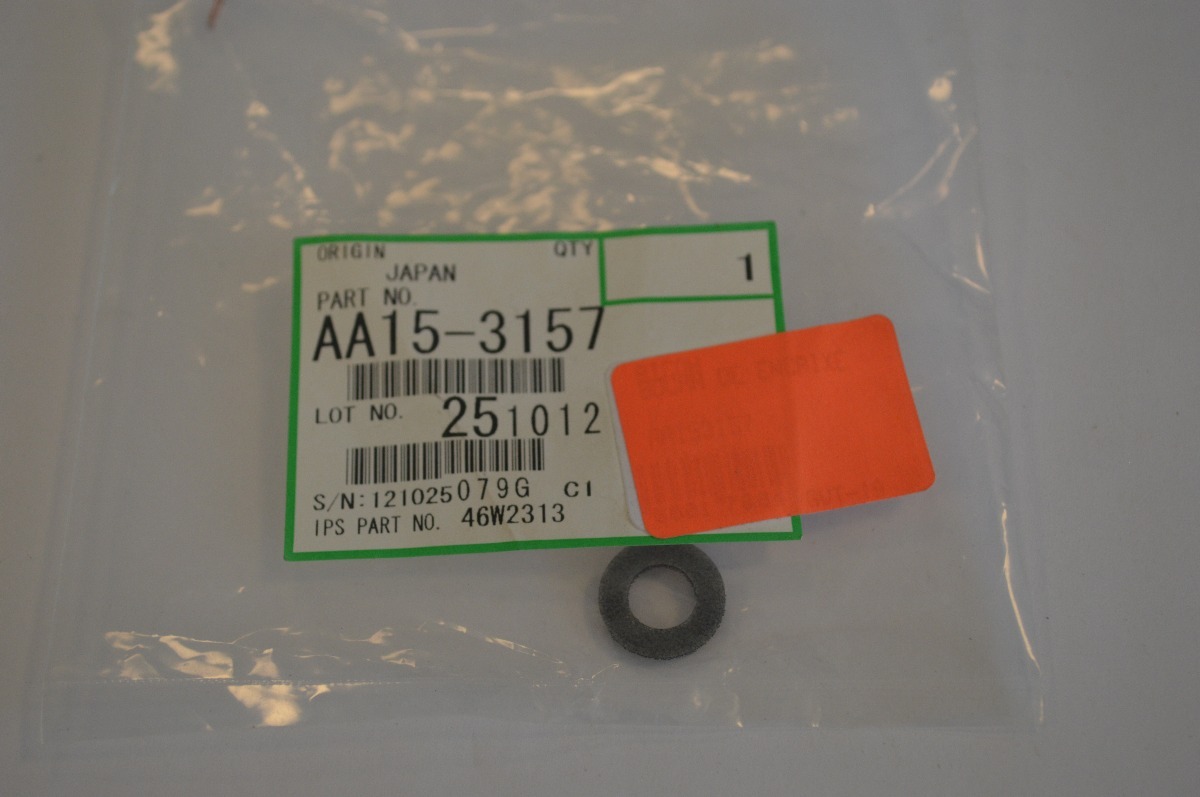 ORIGIN QTY
JAPAN 1
PART NO.
AA15-3157
LOT NO. 251012
S/N:121025079G C1
IPS PART NO. 46W2313